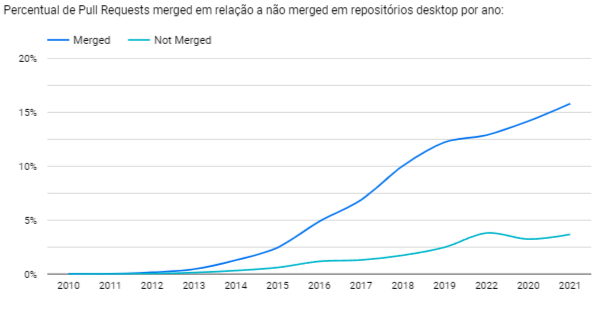 Percentual de Pull Requests merged em relação a não merged em repositórios desktop por ano:
Merged Not Merged
20%
15%
10%
5%
0%
2010 2011 2012 2013 2014 2015 2016 2017 2018 2019 2022 2020 2021